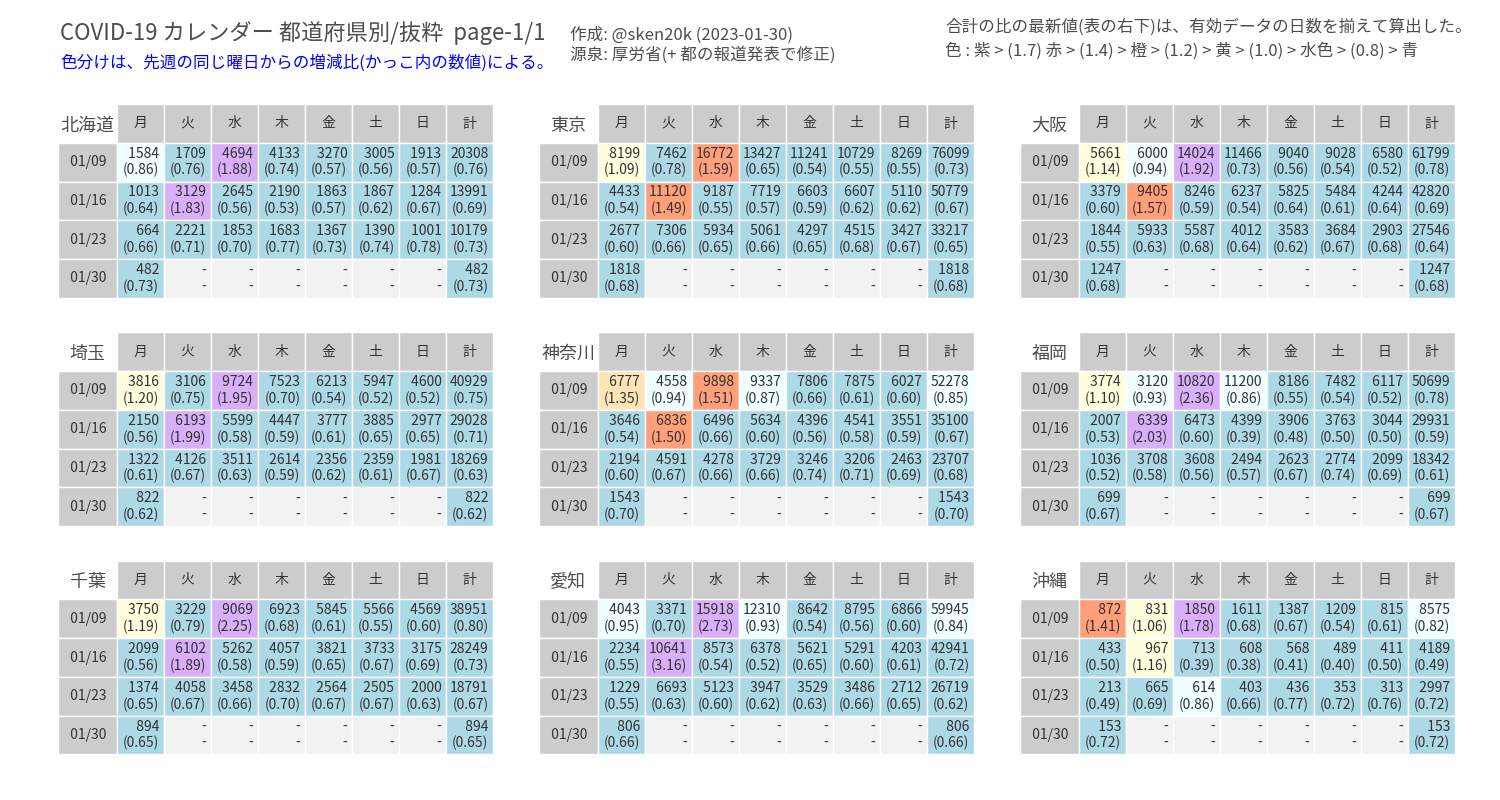 COVID-19 カレンダー 都道府県別/抜粋 page-1/1
色分けは、先週の同じ曜日からの増減比(かっこ内の数値)による。
作成: @sken20k (2023-01-30)
源泉: 厚労省(+ 都の報道発表で修正)
合計の比の最新値(表の右下)は、有効データの日数を揃えて算出した。
色 : 紫 > (1.7) 赤 > (1.4) > 橙 > (1.2) > 黄 > (1.0) > 水色 > (0.8) > 青
北海道 月 火 水 木 金 土 日 計
01/09 1584 1709 4694 4133 3270 3005 1913 20308
(0.86) (0.76) (1.88) (0.74) (0.57) (0.56) (0.57) (0.76)
01/16 1013 3129 2645 2190 1863 1867 1284 13991
(0.64) (1.83) (0.56) (0.53) (0.57) (0.62) (0.67) (0.69)
01/23 664 2221 1853 1683 1367 1390 1001 10179
(0.66) (0.71) (0.70) (0.77) (0.73) (0.74) (0.78) (0.73)
01/30 482 - - - - - - 482
(0.73) - - - - - - (0.73)
東京 月 火 水 木 金 土 日 計
01/09 8199 7462 16772 13427 11241 10729 8269 76099
(1.09) (0.78) (1.59) (0.65) (0.54) (0.55) (0.55) (0.73)
01/16 4433 11120 9187 7719 6603 6607 5110 50779
(0.54) (1.49) (0.55) (0.57) (0.59) (0.62) (0.62) (0.67)
01/23 2677 7306 5934 5061 4297 4515 3427 33217
(0.60) (0.66) (0.65) (0.66) (0.65) (0.68) (0.67) (0.65)
01/30 1818 - - - - - - 1818
(0.68) - - - - - - (0.68)
大阪 月 火 水 木 金 土 日 計
01/09 5661 6000 14024 11466 9040 9028 6580 61799
(1.14) (0.94) (1.92) (0.73) (0.56) (0.54) (0.52) (0.78)
01/16 3379 9405 8246 6237 5825 5484 4244 42820
(0.60) (1.57) (0.59) (0.54) (0.64) (0.61) (0.64) (0.69)
01/23 1844 5933 5587 4012 3583 3684 2903 27546
(0.55) (0.63) (0.68) (0.64) (0.62) (0.67) (0.68) (0.64)
01/30 1247 - - - - - - 1247
(0.68) - - - - - - (0.68)
埼玉 月 火 水 木 金 土 日 計
01/09 3816 3106 9724 7523 6213 5947 4600 40929
(1.20) (0.75) (1.95) (0.70) (0.54) (0.52) (0.52) (0.75)
01/16 2150 6193 5599 4447 3777 3885 2977 29028
(0.56) (1.99) (0.58) (0.59) (0.61) (0.65) (0.65) (0.71)
01/23 1322 4126 3511 2614 2356 2359 1981 18269
(0.61) (0.67) (0.63) (0.59) (0.62) (0.61) (0.67) (0.63)
01/30 822 - - - - - - 822
(0.62) - - - - - - (0.62)
神奈川 月 火 水 木 金 土 日 計
01/09 6777 4558 9898 9337 7806 7875 6027 52278
(1.35) (0.94) (1.51) (0.87) (0.66) (0.61) (0.60) (0.85)
01/16 3646 6836 6496 5634 4396 4541 3551 35100
(0.54) (1.50) (0.66) (0.60) (0.56) (0.58) (0.59) (0.67)
01/23 2194 4591 4278 3729 3246 3206 2463 23707
(0.60) (0.67) (0.66) (0.66) (0.74) (0.71) (0.69) (0.68)
01/30 1543 - - - - - - 1543
(0.70) - - - - - - (0.70)
福岡 月 火 水 木 金 土 日 計
01/09 3774 3120 10820 11200 8186 7482 6117 50699
(1.10) (0.93) (2.36) (0.86) (0.55) (0.54) (0.52) (0.78)
01/16 2007 6339 6473 4399 3906 3763 3044 29931
(0.53) (2.03) (0.60) (0.39) (0.48) (0.50) (0.50) (0.59)
01/23 1036 3708 3608 2494 2623 2774 2099 18342
(0.52) (0.58) (0.56) (0.57) (0.67) (0.74) (0.69) (0.61)
01/30 699 - - - - - - 699
(0.67) - - - - - - (0.67)
千葉 月 火 水 木 金 土 日 計
01/09 3750 3229 9069 6923 5845 5566 4569 38951
(1.19) (0.79) (2.25) (0.68) (0.61) (0.55) (0.60) (0.80)
01/16 2099 6102 5262 4057 3821 3733 3175 28249
(0.56) (1.89) (0.58) (0.59) (0.65) (0.67) (0.69) (0.73)
01/23 1374 4058 3458 2832 2564 2505 2000 18791
(0.65) (0.67) (0.66) (0.70) (0.67) (0.67) (0.63) (0.67)
01/30 894 - - - - - - 894
(0.65) - - - - - - (0.65)
愛知 月 火 水 木 金 土 日 計
01/09 4043 3371 15918 12310 8642 8795 6866 59945
(0.95) (0.70) (2.73) (0.93) (0.54) (0.56) (0.60) (0.84)
01/16 2234 10641 8573 6378 5621 5291 4203 42941
(0.55) (3.16) (0.54) (0.52) (0.65) (0.60) (0.61) (0.72)
01/23 1229 6693 5123 3947 3529 3486 2712 26719
(0.55) (0.63) (0.60) (0.62) (0.63) (0.66) (0.65) (0.62)
01/30 806 - - - - - - 806
(0.66) - - - - - - (0.66)
沖縄 月 火 水 木 金 土 日 計
01/09 872 831 1850 1611 1387 1209 815 8575
(1.41) (1.06) (1.78) (0.68) (0.67) (0.54) (0.61) (0.82)
01/16 433 967 713 608 568 489 411 4189
(0.50) (1.16) (0.39) (0.38) (0.41) (0.40) (0.50) (0.49)
01/23 213 665 614 403 436 353 313 2997
(0.49) (0.69) (0.86) (0.66) (0.77) (0.72) (0.76) (0.72)
01/30 153 - - - - - - 153
(0.72) - - - - - - (0.72)